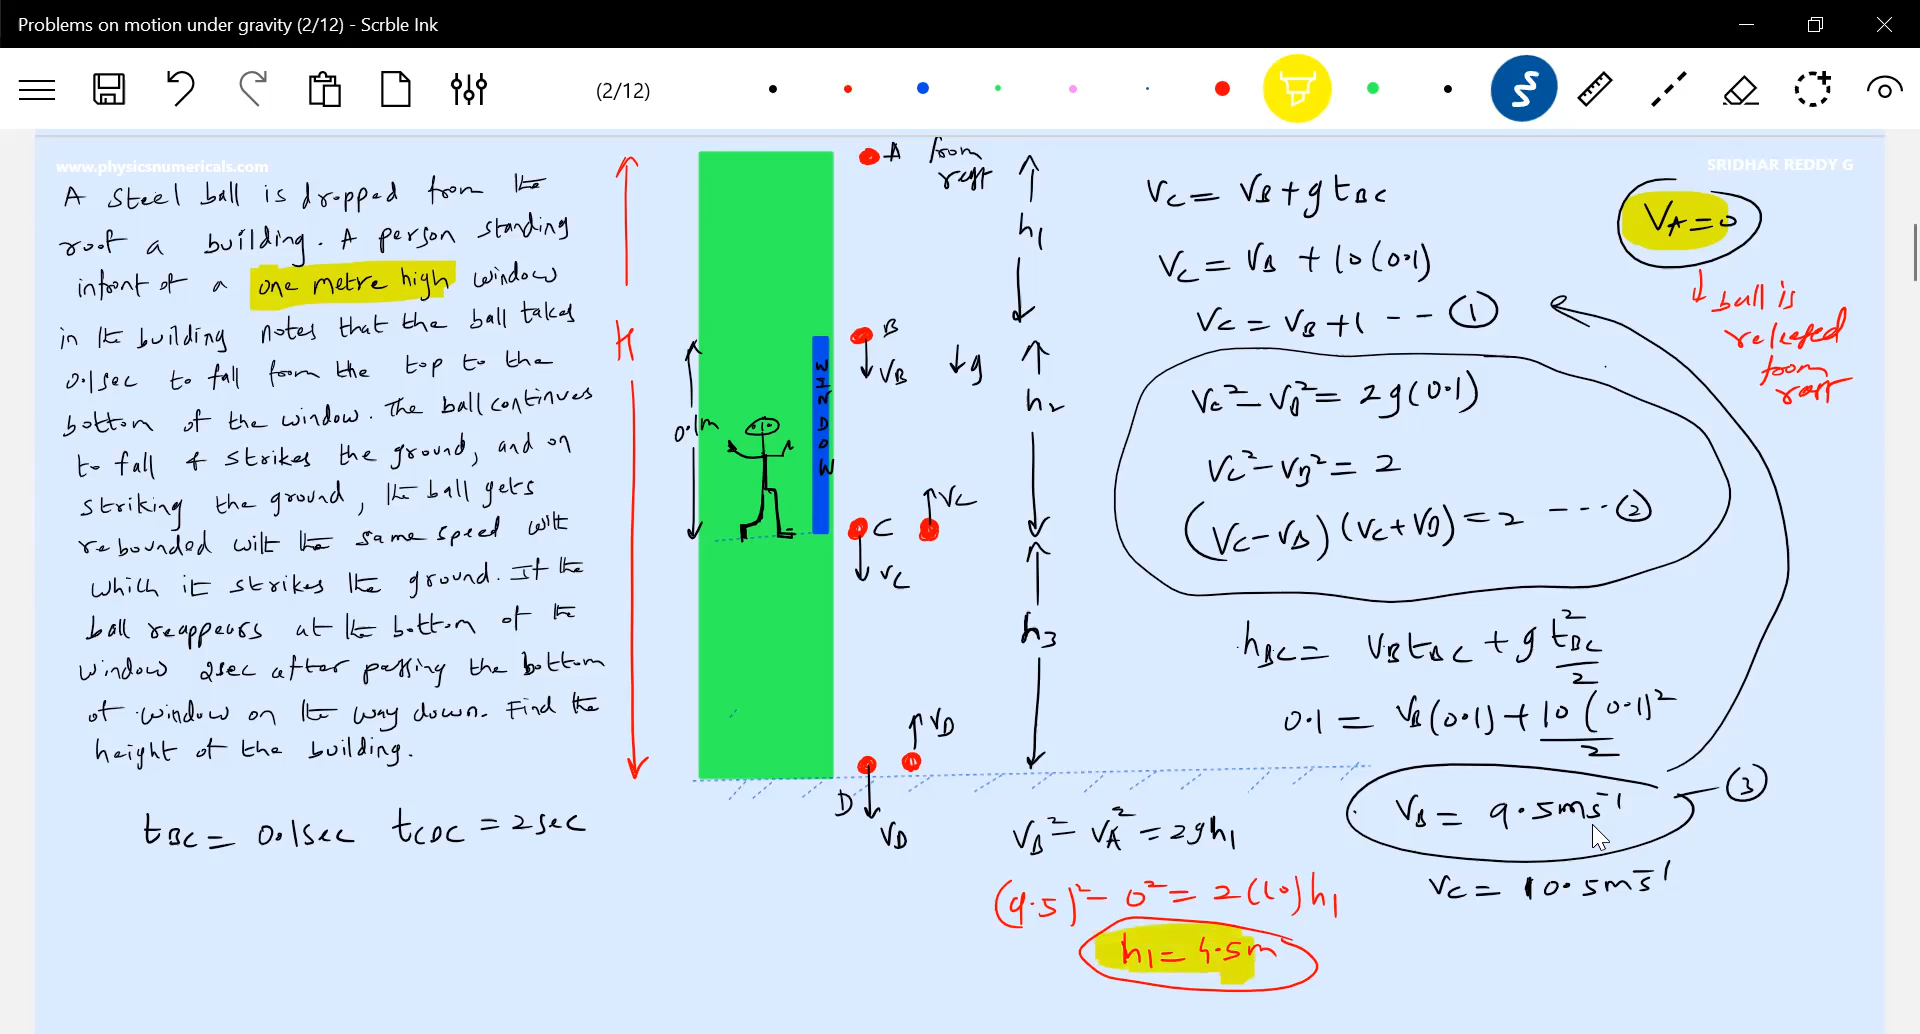 Problems on motion under gravity (2/12) - Scrble Ink
(2/12)
www.physicsnumericals.com
SRIDHAR REDDY G
A steel ball is dropped from the
roof a building. A person standing
infront of a one metre high window
in the building notes that the ball takes
0.1sec to fall from the top to the
bottom of the window. The ball continues
to fall & strikes the ground, and on
striking the ground, the ball gets
rebounded with the same speed with
which it strikes the ground. If the
ball reappears at the bottom of the
window 2sec after passing the bottom
of window on the way down. Find the
height of the building.
tBC = 0.1sec tCDC = 2sec
H
0.1m
WINDOW
A from
roof
B
VB
↓g
C
VC
VC
VD
D
VD
h1
h2
h3
VC = VB + g tBC
VC = VB + 10(0.1)
VC = VB + 1 --- ①
VC² - VB² = 2g(0.1)
VC² - VB² = 2
(VC - VB)(VC + VB) = 2 --- ②
hBC = VB tBC + g tBC²/2
0.1 = VB(0.1) + 10(0.1)²/2
VB = 9.5ms⁻¹ ③
VC = 10.5ms⁻¹
VB² - VA² = 2gh1
(9.5)² - 0² = 2(10)h1
h1 = 4.5m
VA = 0
↓ ball is
released
from
roof